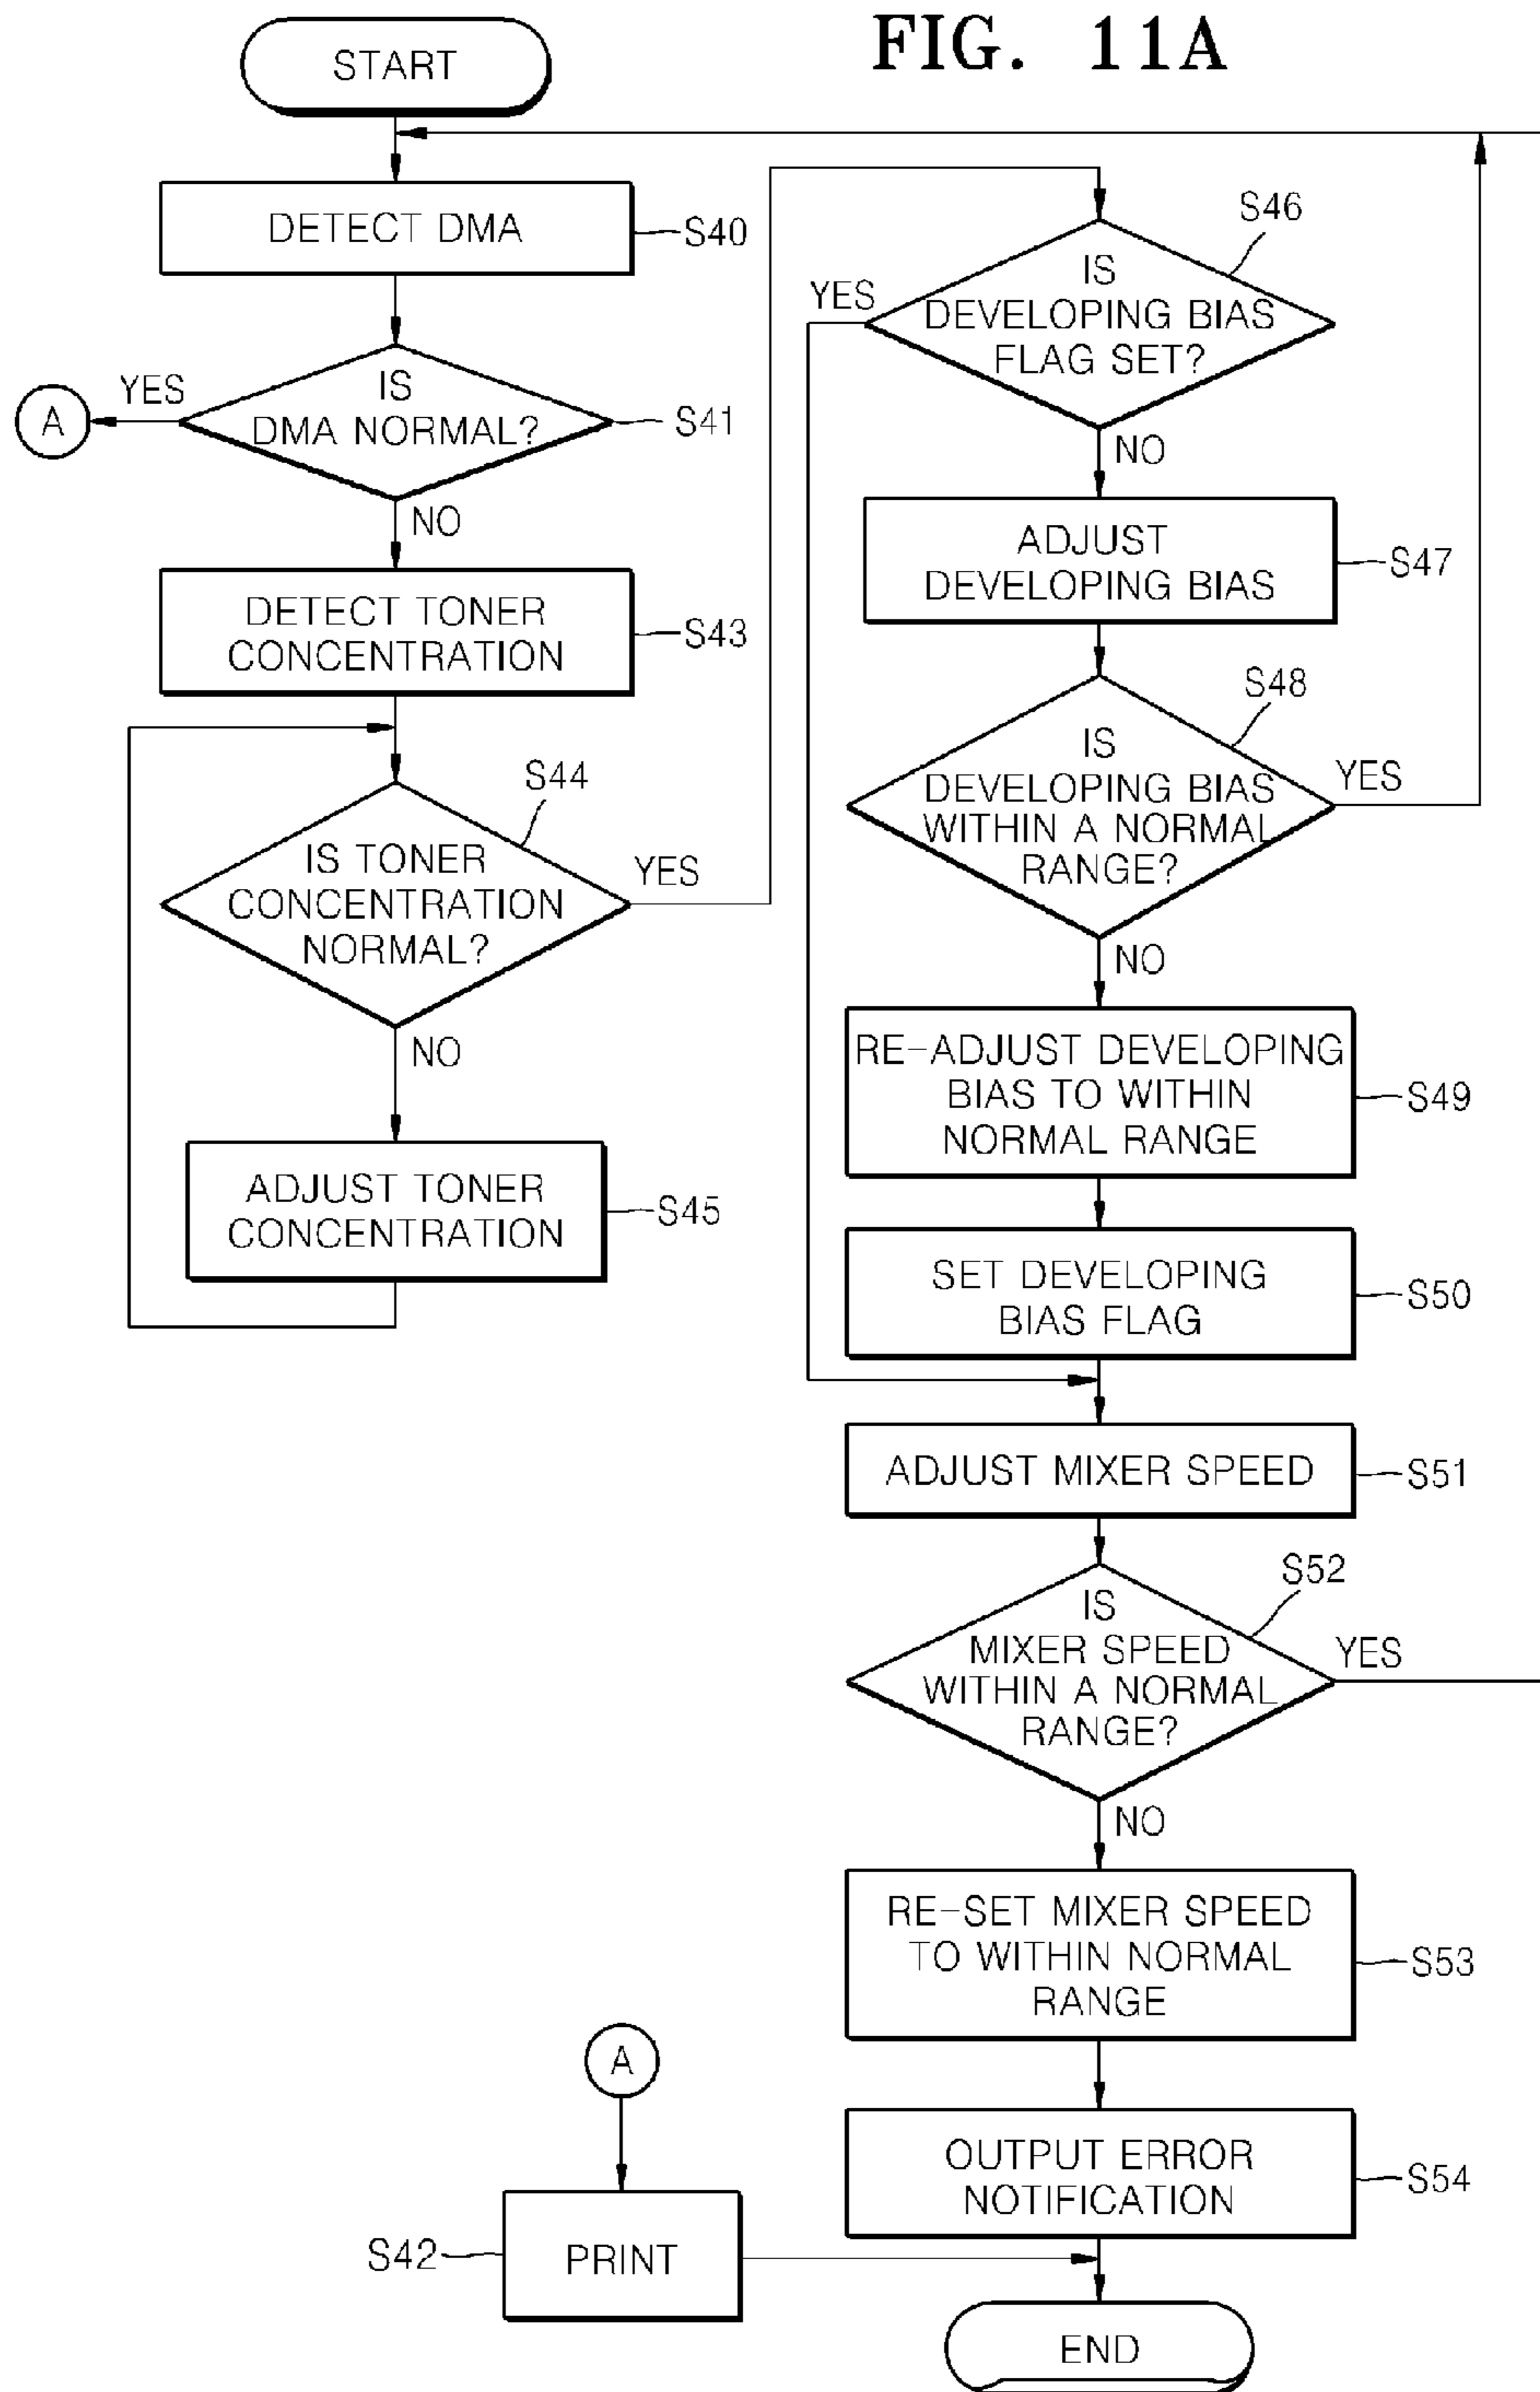 FIG. 11A
START
DETECT DMA
S40
IS
DMA NORMAL?
S41
YES
A
NO
DETECT TONER
CONCENTRATION
S43
S44
IS TONER
CONCENTRATION
NORMAL?
YES
NO
ADJUST TONER
CONCENTRATION
S45
S46
IS
DEVELOPING BIAS
FLAG SET?
YES
NO
ADJUST
DEVELOPING BIAS
S47
S48
IS
DEVELOPING BIAS
WITHIN A NORMAL
RANGE?
YES
NO
RE-ADJUST DEVELOPING
BIAS TO WITHIN
NORMAL RANGE
S49
SET DEVELOPING
BIAS FLAG
S50
ADJUST MIXER SPEED
S51
S52
IS
MIXER SPEED
WITHIN A NORMAL
RANGE?
YES
NO
RE-SET MIXER SPEED
TO WITHIN NORMAL
RANGE
S53
OUTPUT ERROR
NOTIFICATION
S54
A
S42
PRINT
END